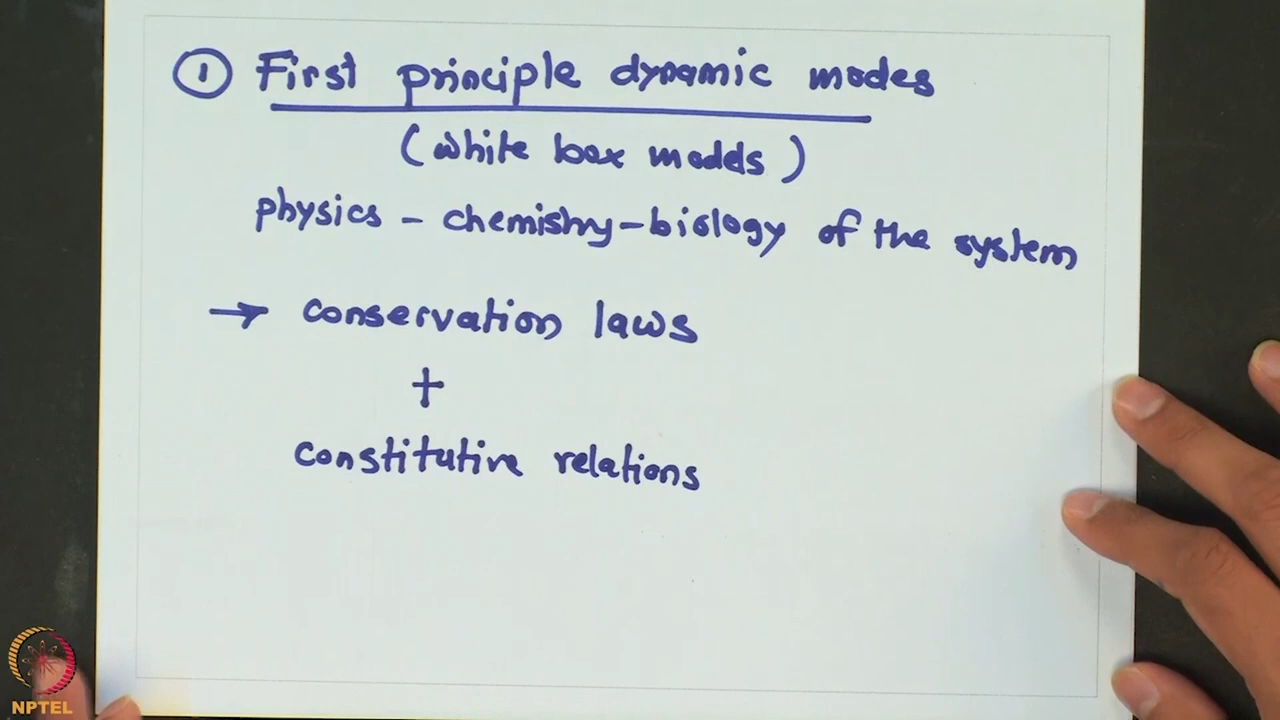 ① First principle dynamic modes
(white box models)
physics - chemistry - biology of the system
→ conservation laws
+
constitutive relations
NPTEL